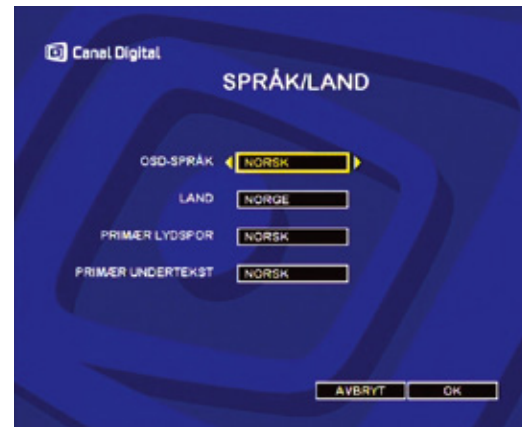 Canal Digital
SPRÅK/LAND
OSD-SPRÅK NORSK
LAND NORGE
PRIMÆR LYDSPOR NORSK
PRIMÆR UNDERTEKST NORSK
AVBRYT OK